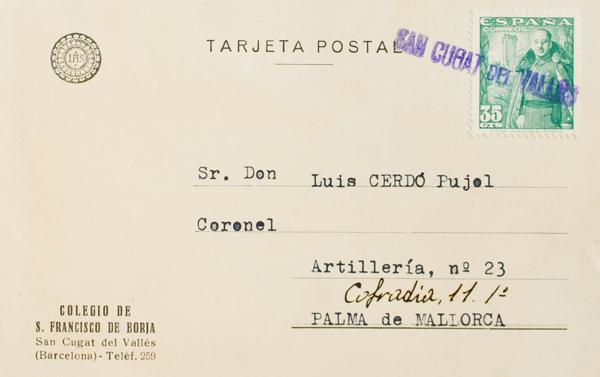 IHS
TARJETA POSTAL
ESPAÑA
CORREOS
SAN CUGAT DEL VALLES
35
Sr. Don Luis CERDÓ Pujol
Coronel
Artillería, nº 23
Cofradia, 11. 1º
PALMA de MALLORCA
COLEGIO DE
S. FRANCISCO DE BORJA
San Cugat del Vallés
(Barcelona) - Teléf. 259